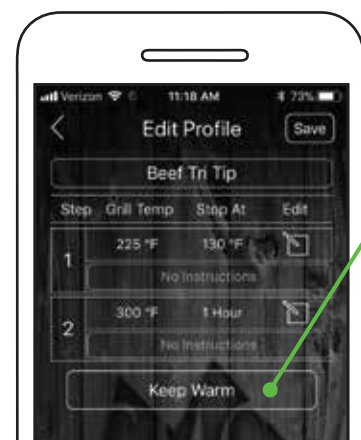 Verizon 11:18 AM 73%
Edit Profile Save
Beef Tri Tip
Step Grill Temp Stop At Edit
1 225 °F 130 °F
No Instructions
2 300 °F 1 Hour
No Instructions
Keep Warm